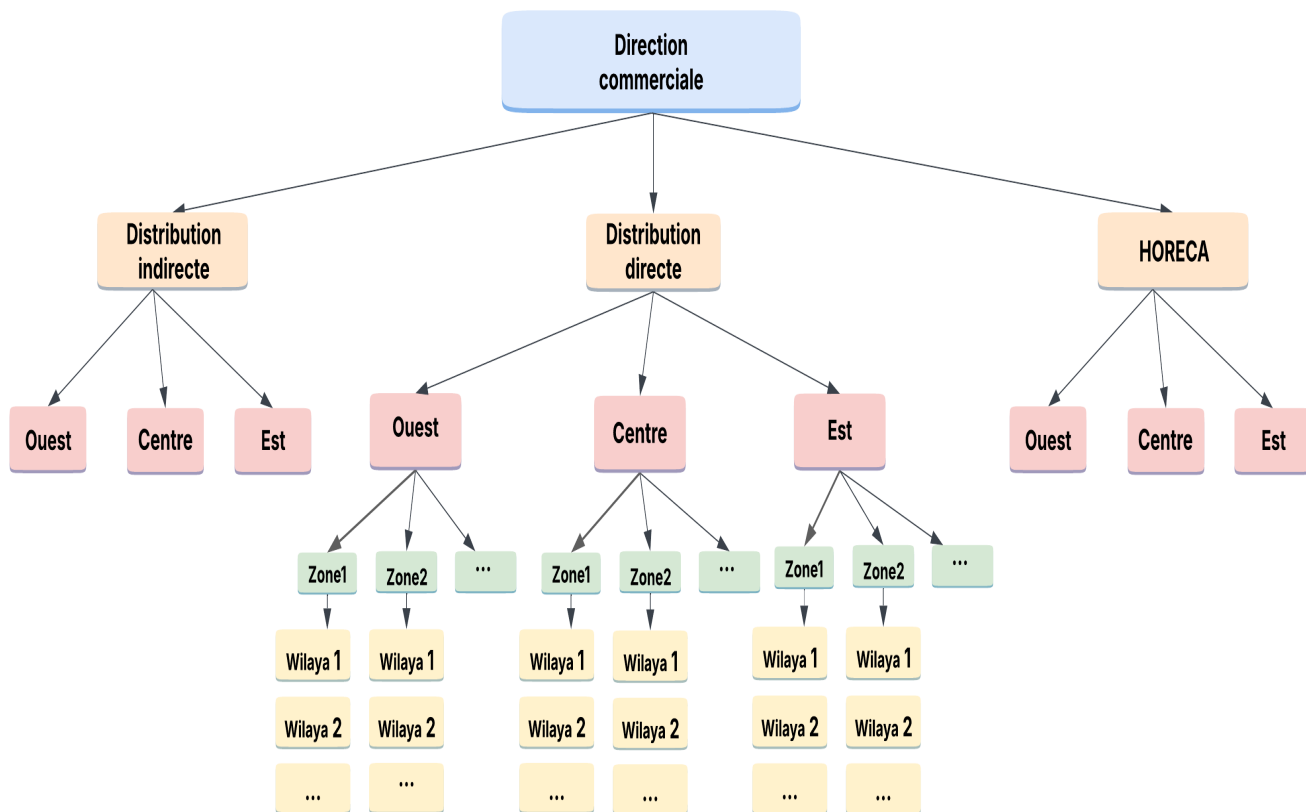 Direction
commerciale
Distribution
indirecte
Distribution
directe
HORECA
Ouest
Centre
Est
Ouest
Centre
Est
Ouest
Centre
Est
Zone1
Zone2
...
Zone1
Zone2
...
Zone1
Zone2
...
Wilaya 1
Wilaya 1
Wilaya 1
Wilaya 1
Wilaya 1
Wilaya 1
Wilaya 2
Wilaya 2
Wilaya 2
Wilaya 2
Wilaya 2
Wilaya 2
...
...
...
...
...
...